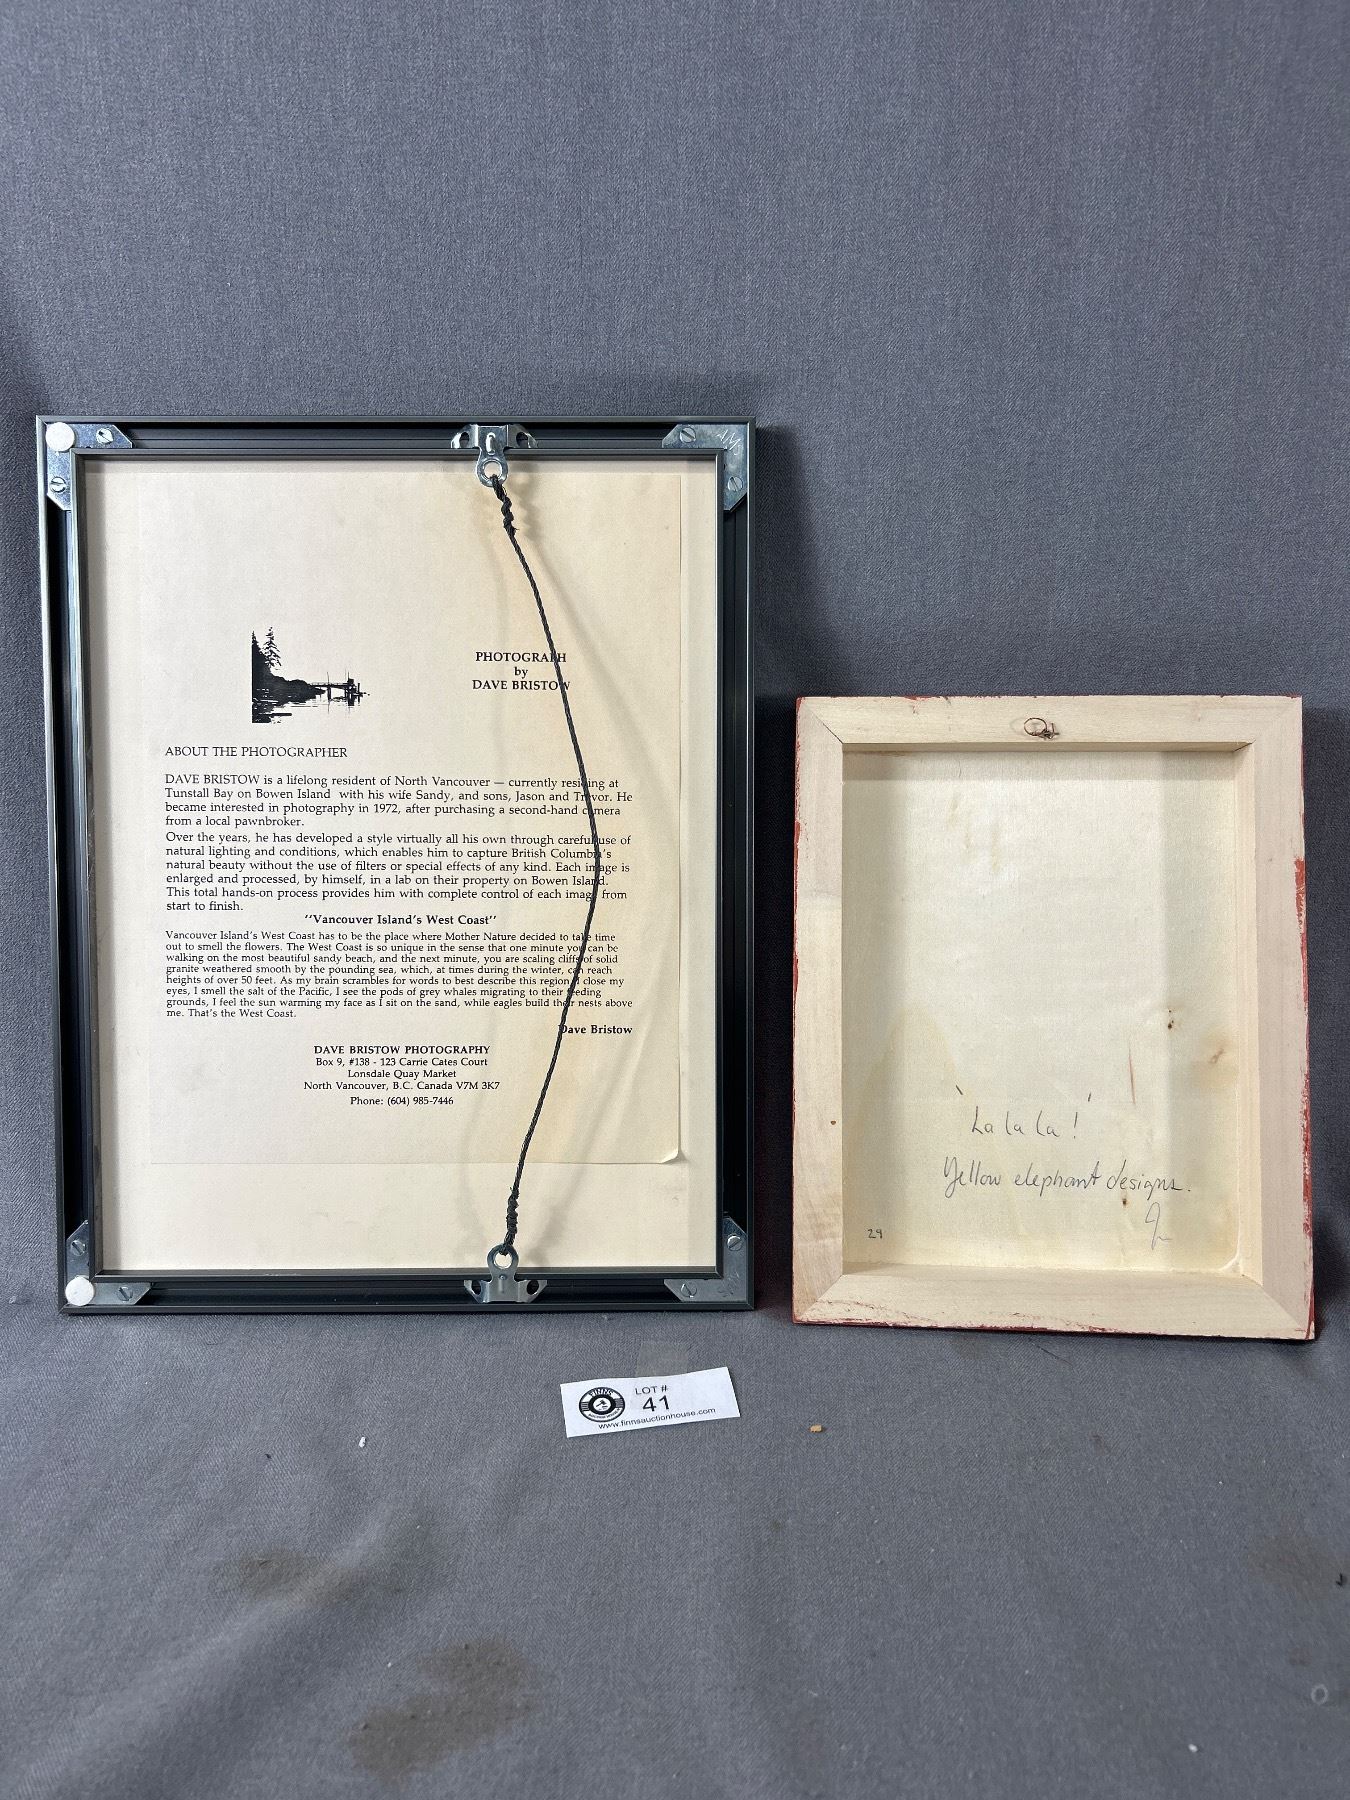 PHOTOGRAPH
by
DAVE BRISTOW
ABOUT THE PHOTOGRAPHER
DAVE BRISTOW is a lifelong resident of North Vancouver — currently residing at
Tunstall Bay on Bowen Island with his wife Sandy, and sons, Jason and Trevor. He
became interested in photography in 1972, after purchasing a second-hand camera
from a local pawnbroker.
Over the years, he has developed a style virtually all his own through careful use of
natural lighting and conditions, which enables him to capture British Columbia's
natural beauty without the use of filters or special effects of any kind. Each image is
enlarged and processed, by himself, in a lab on their property on Bowen Island.
This total hands-on process provides him with complete control of each image from
start to finish.
"Vancouver Island's West Coast"
Vancouver Island's West Coast has to be the place where Mother Nature decided to take time
out to smell the flowers. The West Coast is so unique in the sense that one minute you can be
walking on the most beautiful sandy beach, and the next minute, you are scaling cliffs of solid
granite weathered smooth by the pounding sea, which, at times during the winter, can reach
heights of over 50 feet. As my brain scrambles for words to best describe this region, I close my
eyes, I smell the salt of the Pacific, I see the pods of grey whales migrating to their feeding
grounds, I feel the sun warming my face as I sit on the sand, while eagles build their nests above
me. That's the West Coast.
Dave Bristow
DAVE BRISTOW PHOTOGRAPHY
Box 9, #138 - 123 Carrie Cates Court
Lonsdale Quay Market
North Vancouver, B.C. Canada V7M 3K7
Phone: (604) 985-7446
'La la la!'
Yellow elephant designs.
29
FINNS
LOT #
41
www.finnsauctionhouse.com